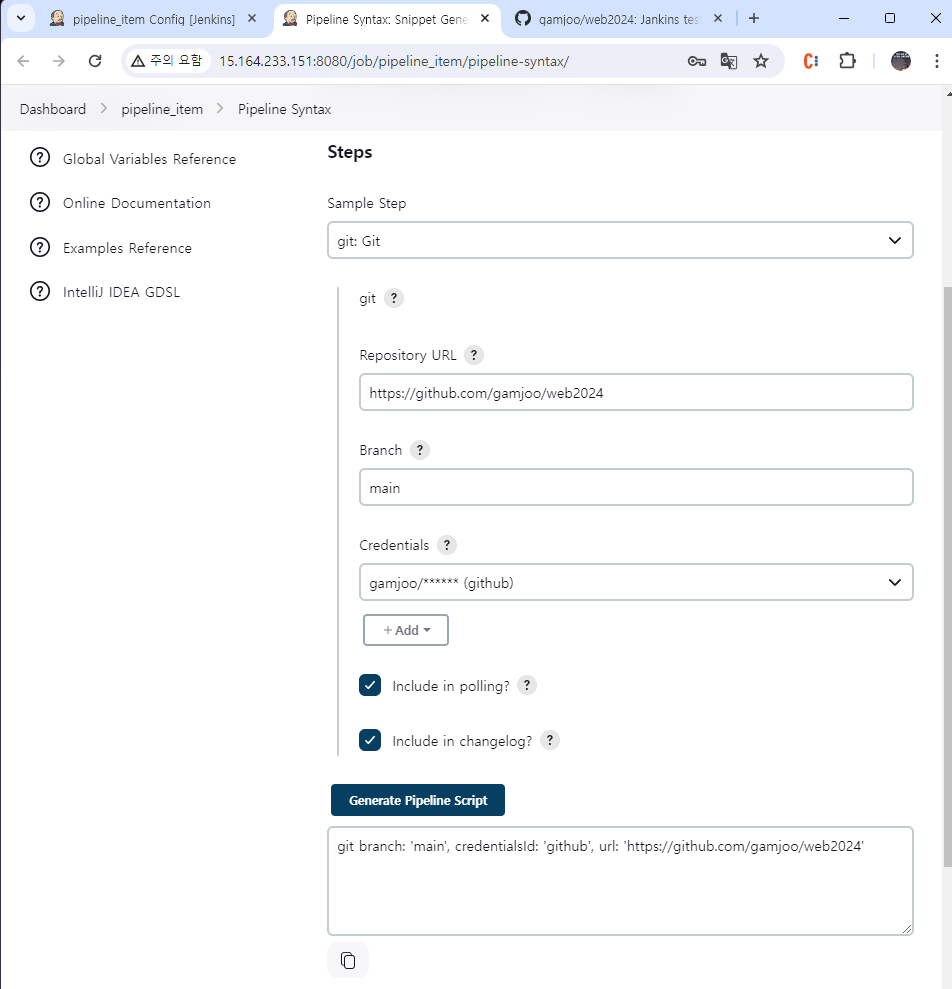 pipeline_item Config [Jenkins]
Pipeline Syntax: Snippet Gene
gamjoo/web2024: Jankins tes
주의 요함
15.164.233.151:8080/job/pipeline_item/pipeline-syntax/
Dashboard
pipeline_item
Pipeline Syntax
Global Variables Reference
Online Documentation
Examples Reference
IntelliJ IDEA GDSL
Steps
Sample Step
git: Git
git ?
Repository URL ?
https://github.com/gamjoo/web2024
Branch ?
main
Credentials ?
gamjoo/****** (github)
+ Add
Include in polling? ?
Include in changelog? ?
Generate Pipeline Script
git branch: 'main', credentialsId: 'github', url: 'https://github.com/gamjoo/web2024'